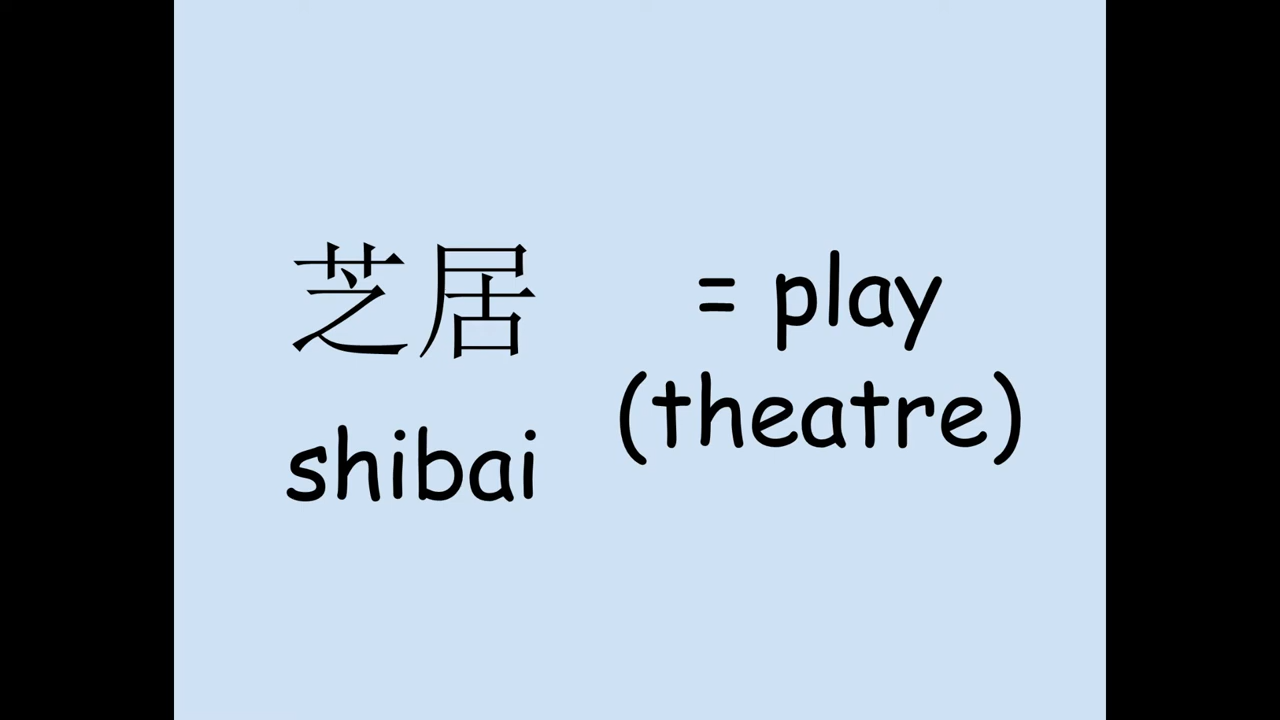 芝居
shibai
= play
(theatre)